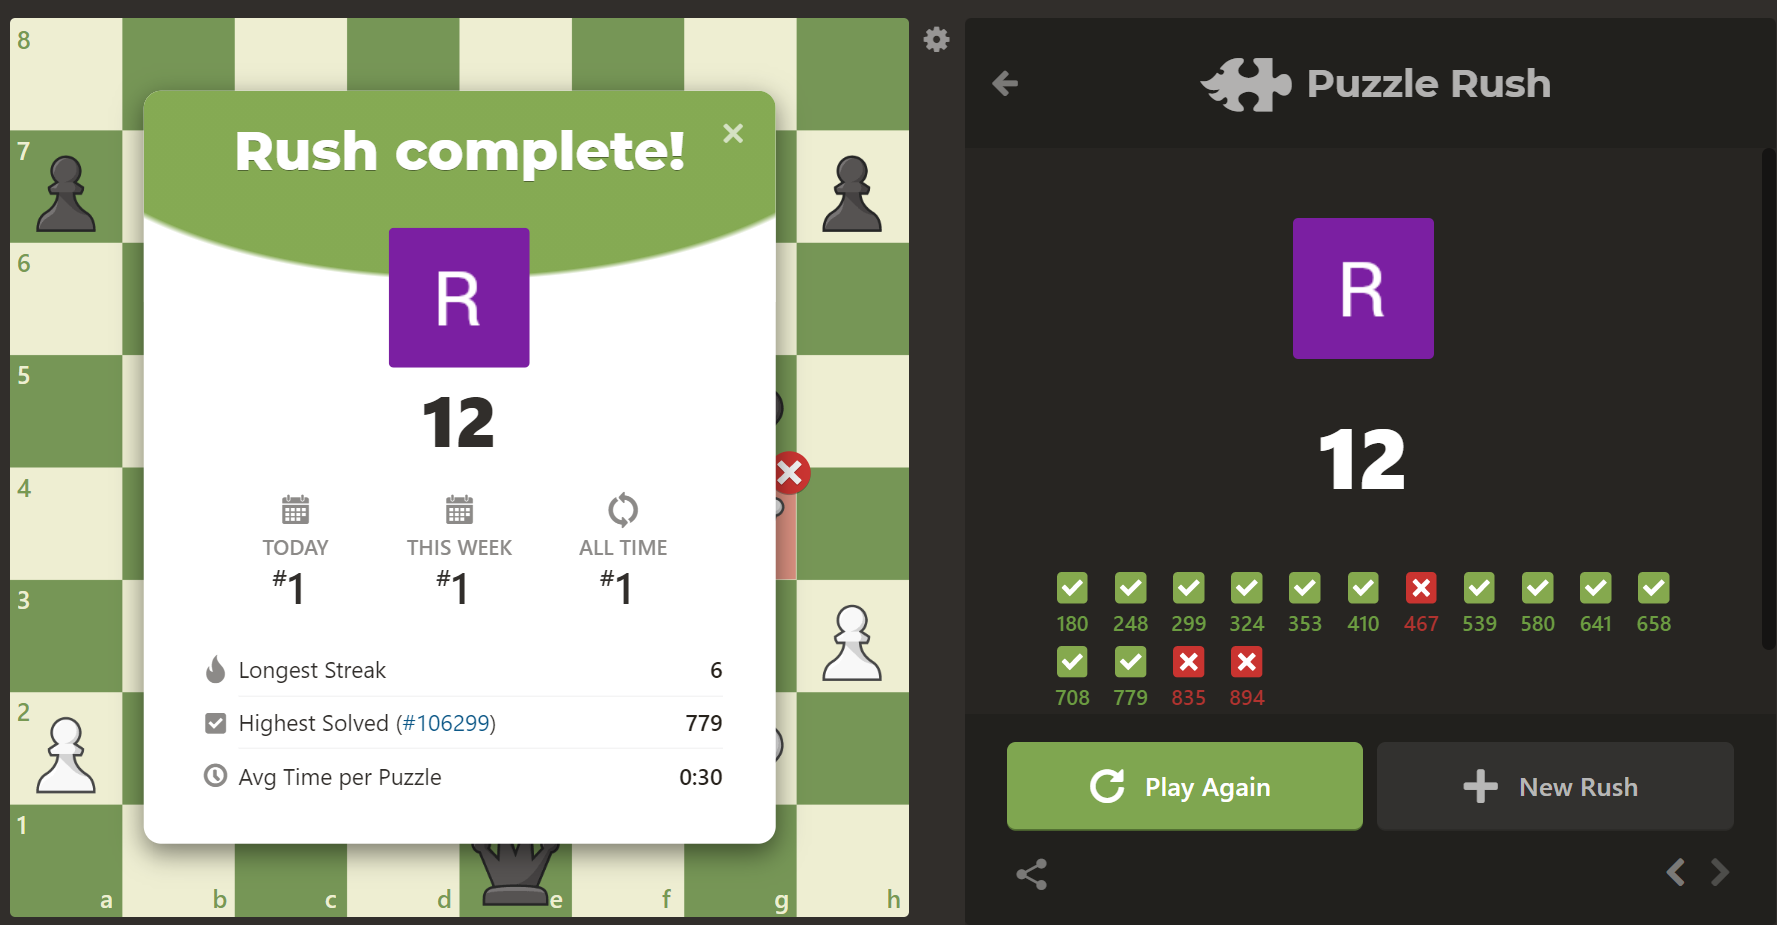 Rush complete!
R
12
TODAY
#1
THIS WEEK
#1
ALL TIME
#1
Longest Streak 6
Highest Solved (#106299) 779
Avg Time per Puzzle 0:30
8
7
6
5
4
3
2
1
a b c d e f g h
Puzzle Rush
R
12
180 248 299 324 353 410 467 539 580 641 658
708 779 835 894
Play Again
New Rush